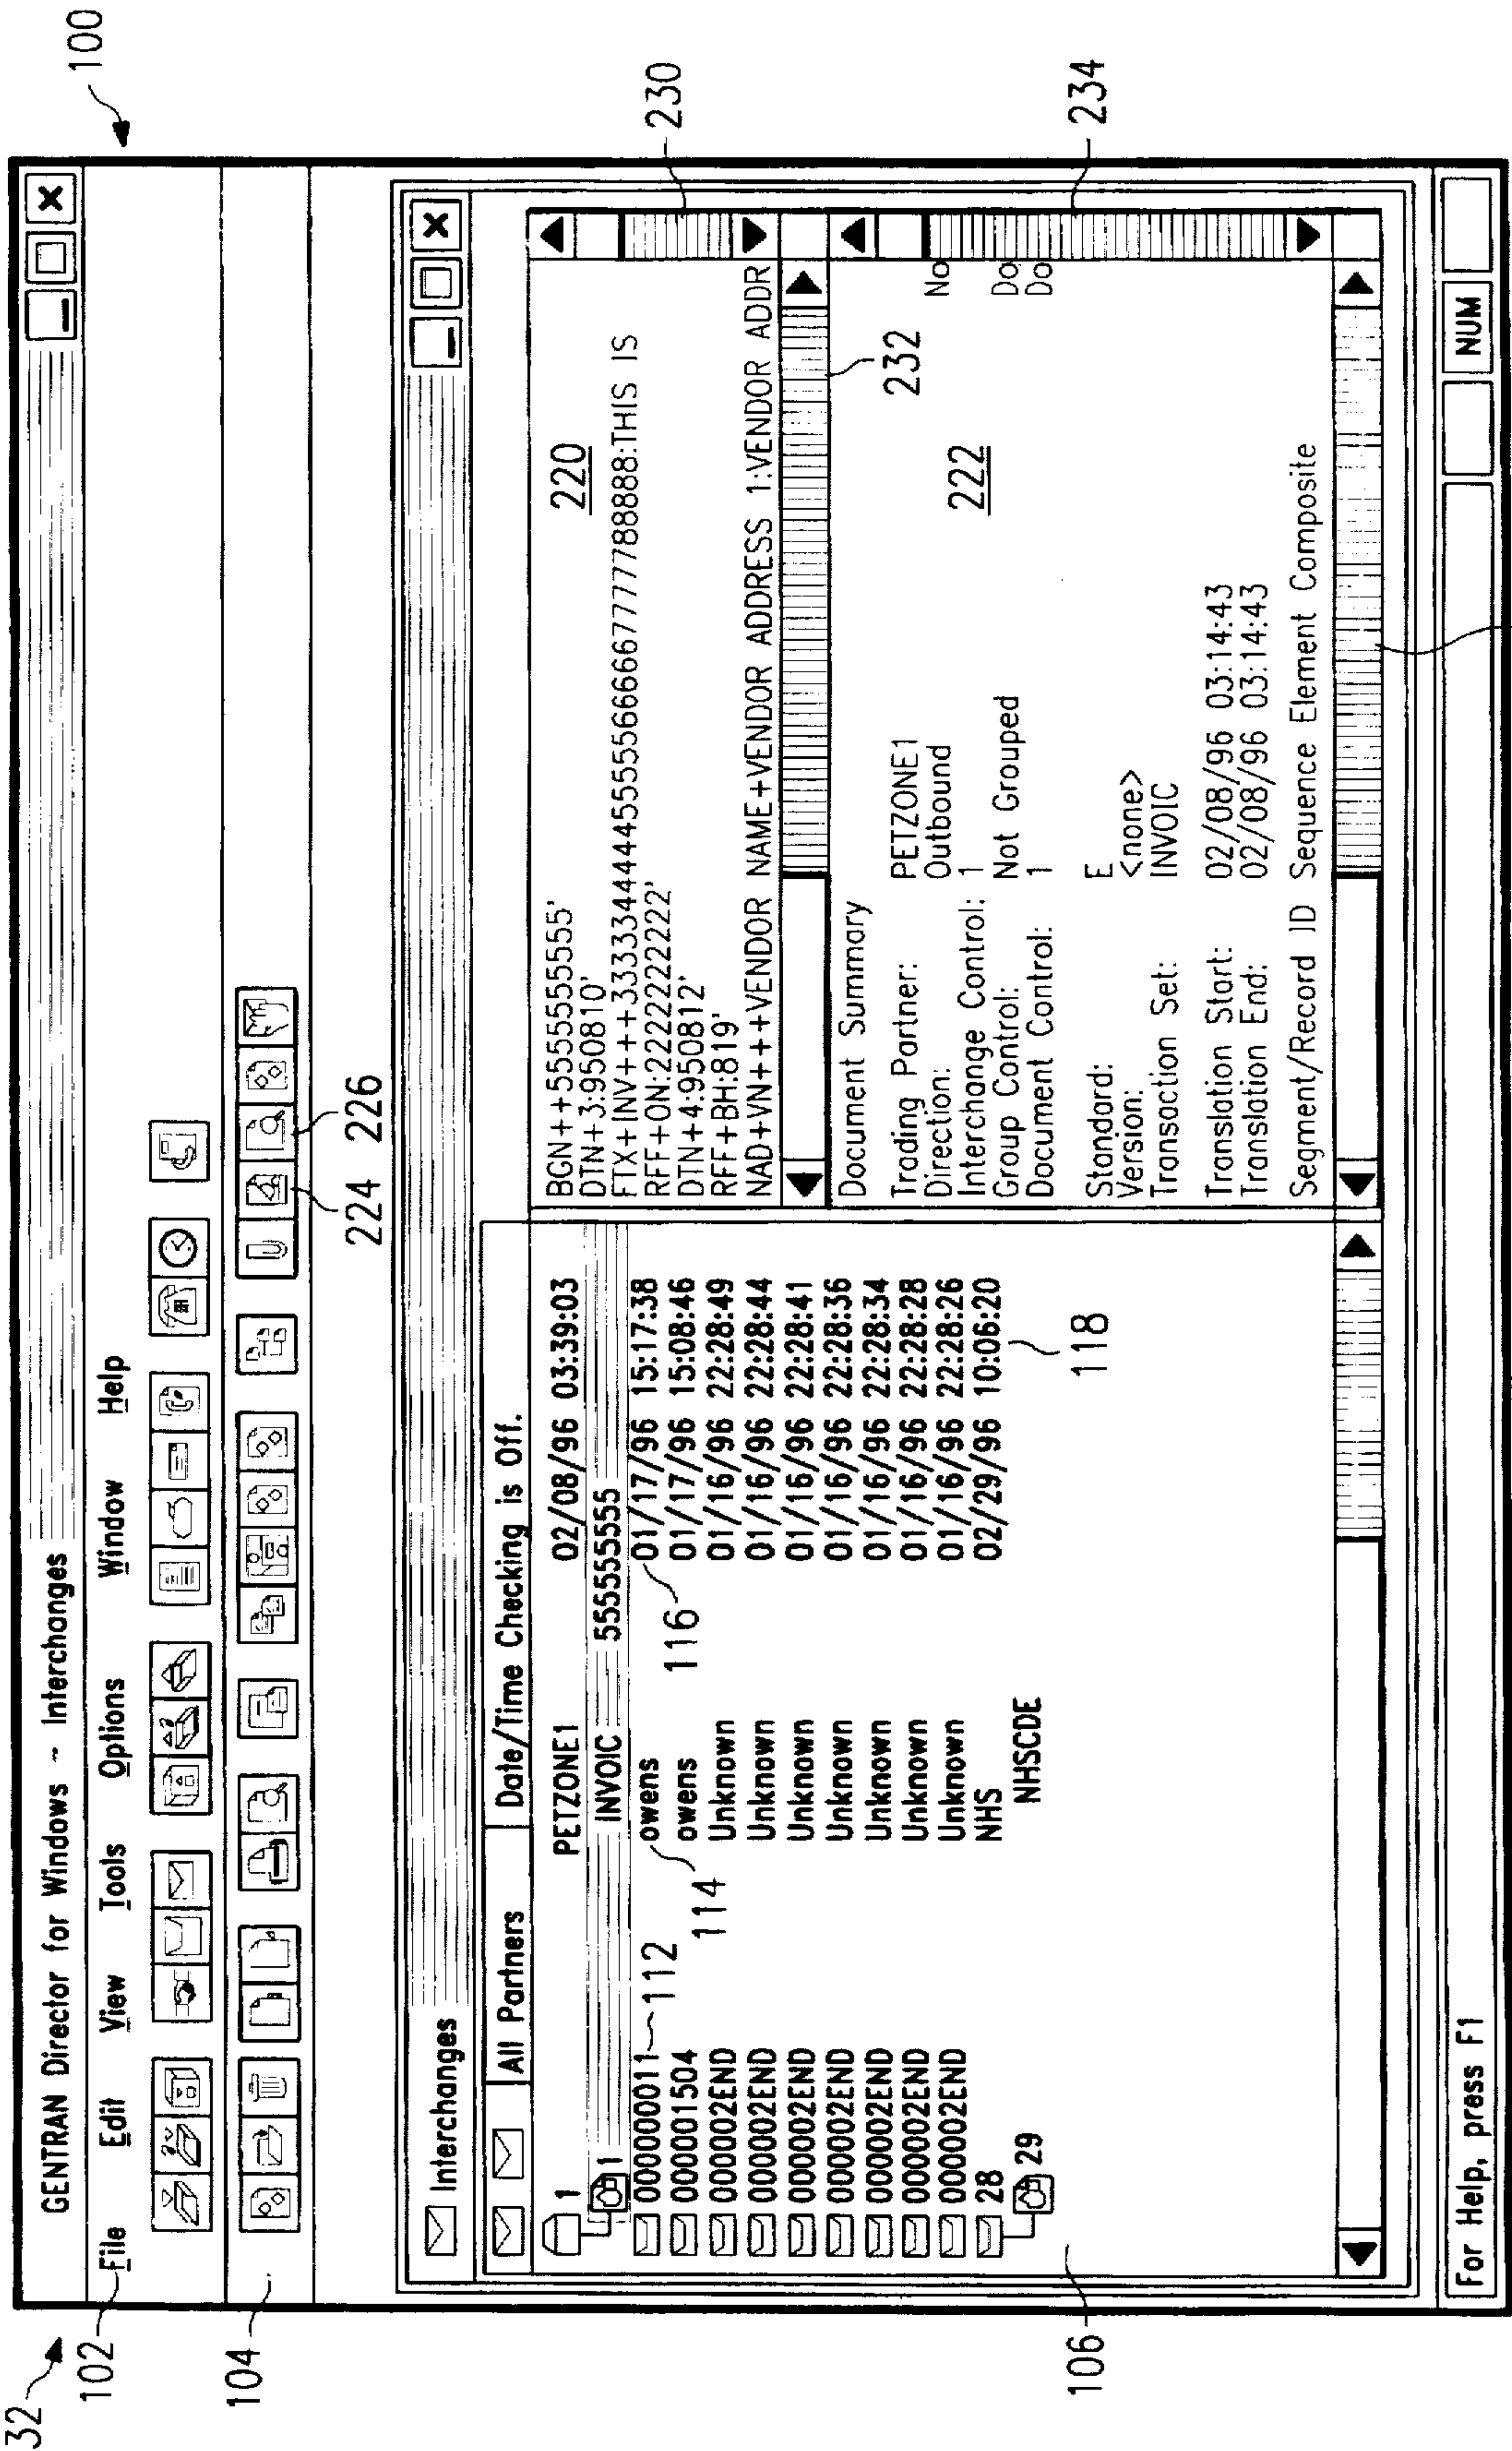 32
100
GENTRAN Director for Windows - Interchanges
102
File Edit View Tools Options Window Help
104
224 226
Interchanges
All Partners Date/Time Checking is Off.
1 PETZONE1 02/08/96 03:39:03
1 INVOIC 5555555555
000000011 owens 01/17/96 15:17:38
000001504 owens 01/17/96 15:08:46
000002END Unknown 01/16/96 22:28:49
000002END Unknown 01/16/96 22:28:44
000002END Unknown 01/16/96 22:28:41
000002END Unknown 01/16/96 22:28:36
000002END Unknown 01/16/96 22:28:34
000002END Unknown 01/16/96 22:28:28
000002END Unknown 01/16/96 22:28:26
28 NHS 02/29/96 10:06:20
29 NHSCDE
112
114
116
118
106
220
BGN++5555555555'
DTN+3:950810'
FTX+INV+++33333444445555566666777778888:THIS IS
RFF+ON:2222222222'
DTN+4:950812'
RFF+BH:819'
NAD+VN+++VENDOR NAME+VENDOR ADDRESS 1:VENDOR ADDR
230
232
222
Document Summary
Trading Partner: PETZONE1
Direction: Outbound No
Interchange Control: 1
Group Control: Not Grouped Do
Document Control: 1 Do
Standard: E
Version: <none>
Transaction Set: INVOIC
Translation Start: 02/08/96 03:14:43
Translation End: 02/08/96 03:14:43
Segment/Record ID Sequence Element Composite
234
For Help, press F1 NUM